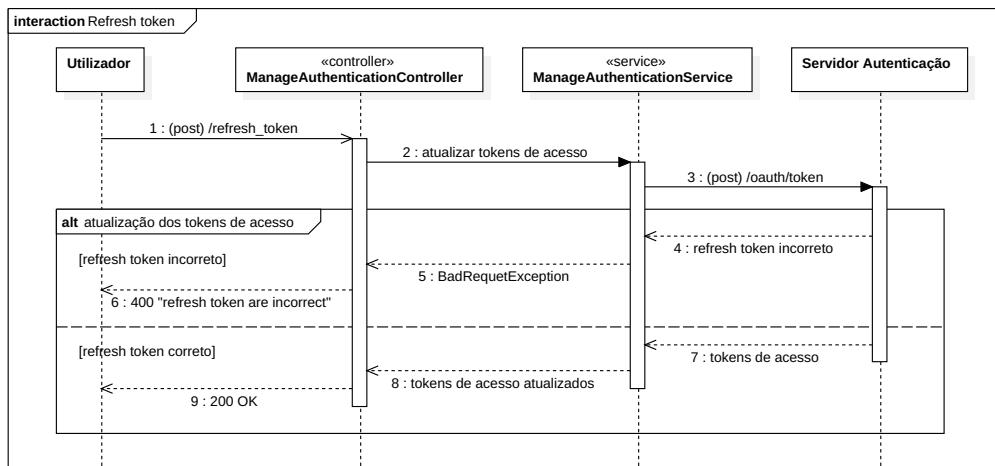 interaction Refresh token
Utilizador
«controller»
ManageAuthenticationController
«service»
ManageAuthenticationService
Servidor Autenticação
1 : (post) /refresh_token
2 : atualizar tokens de acesso
3 : (post) /oauth/token
alt atualização dos tokens de acesso
4 : refresh token incorreto
[refresh token incorreto]
5 : BadRequetException
6 : 400 "refresh token are incorrect"
[refresh token correto]
7 : tokens de acesso
8 : tokens de acesso atualizados
9 : 200 OK